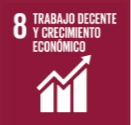 8 TRABAJO DECENTE
Y CRECIMIENTO
ECONÓMICO